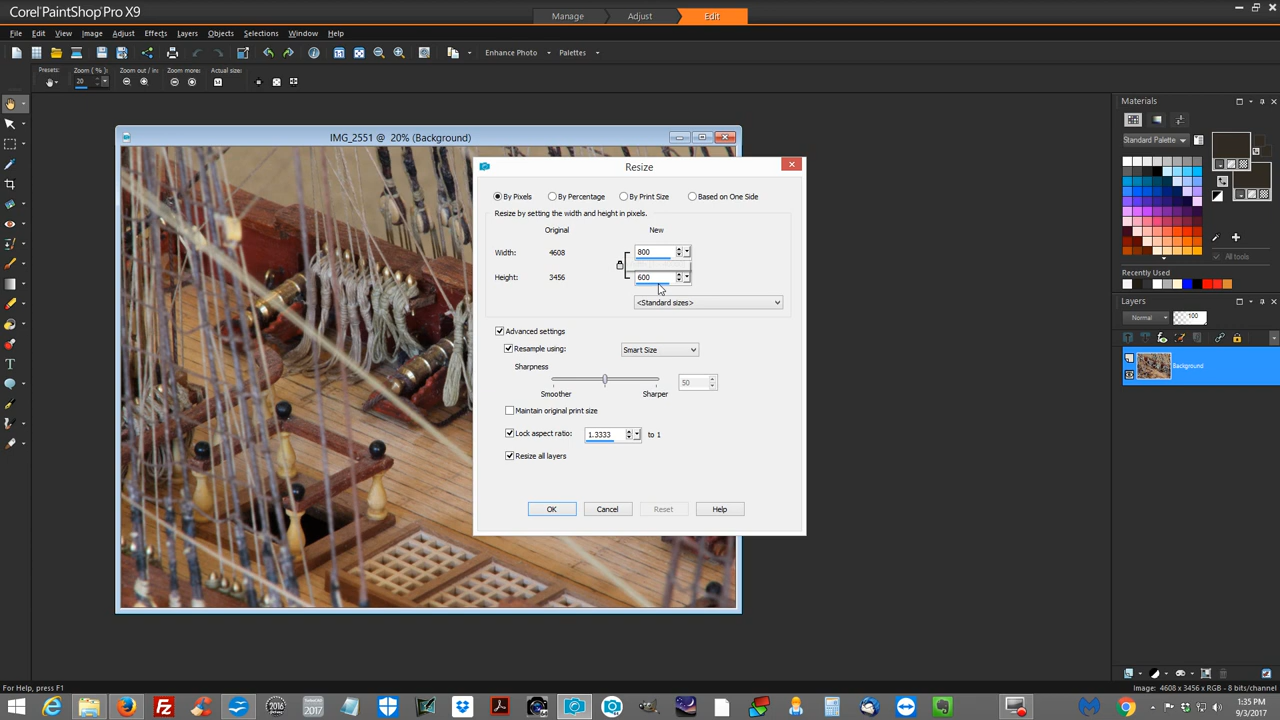 Corel PaintShop Pro X9
Manage Adjust Edit
File Edit View Image Adjust Effects Layers Objects Selections Window Help
Enhance Photo Palettes
Presets: Zoom (%): Zoom out / in: Zoom more: Actual size:
20
Materials
Standard Palette
All tools
Recently Used
Layers
Normal 100
Background
IMG_2551 @ 20% (Background)
Resize
By Pixels By Percentage By Print Size Based on One Side
Resize by setting the width and height in pixels.
Original New
Width: 4608 800
Height: 3456 600
<Standard sizes>
Advanced settings
Resample using: Smart Size
Sharpness
50
Smoother Sharper
Maintain original print size
Lock aspect ratio: 1.3333 to 1
Resize all layers
OK Cancel Reset Help
For Help, press F1
Image: 4608 x 3456 x RGB - 8 bits/channel
2016
2017
1:35 PM
9/3/2017